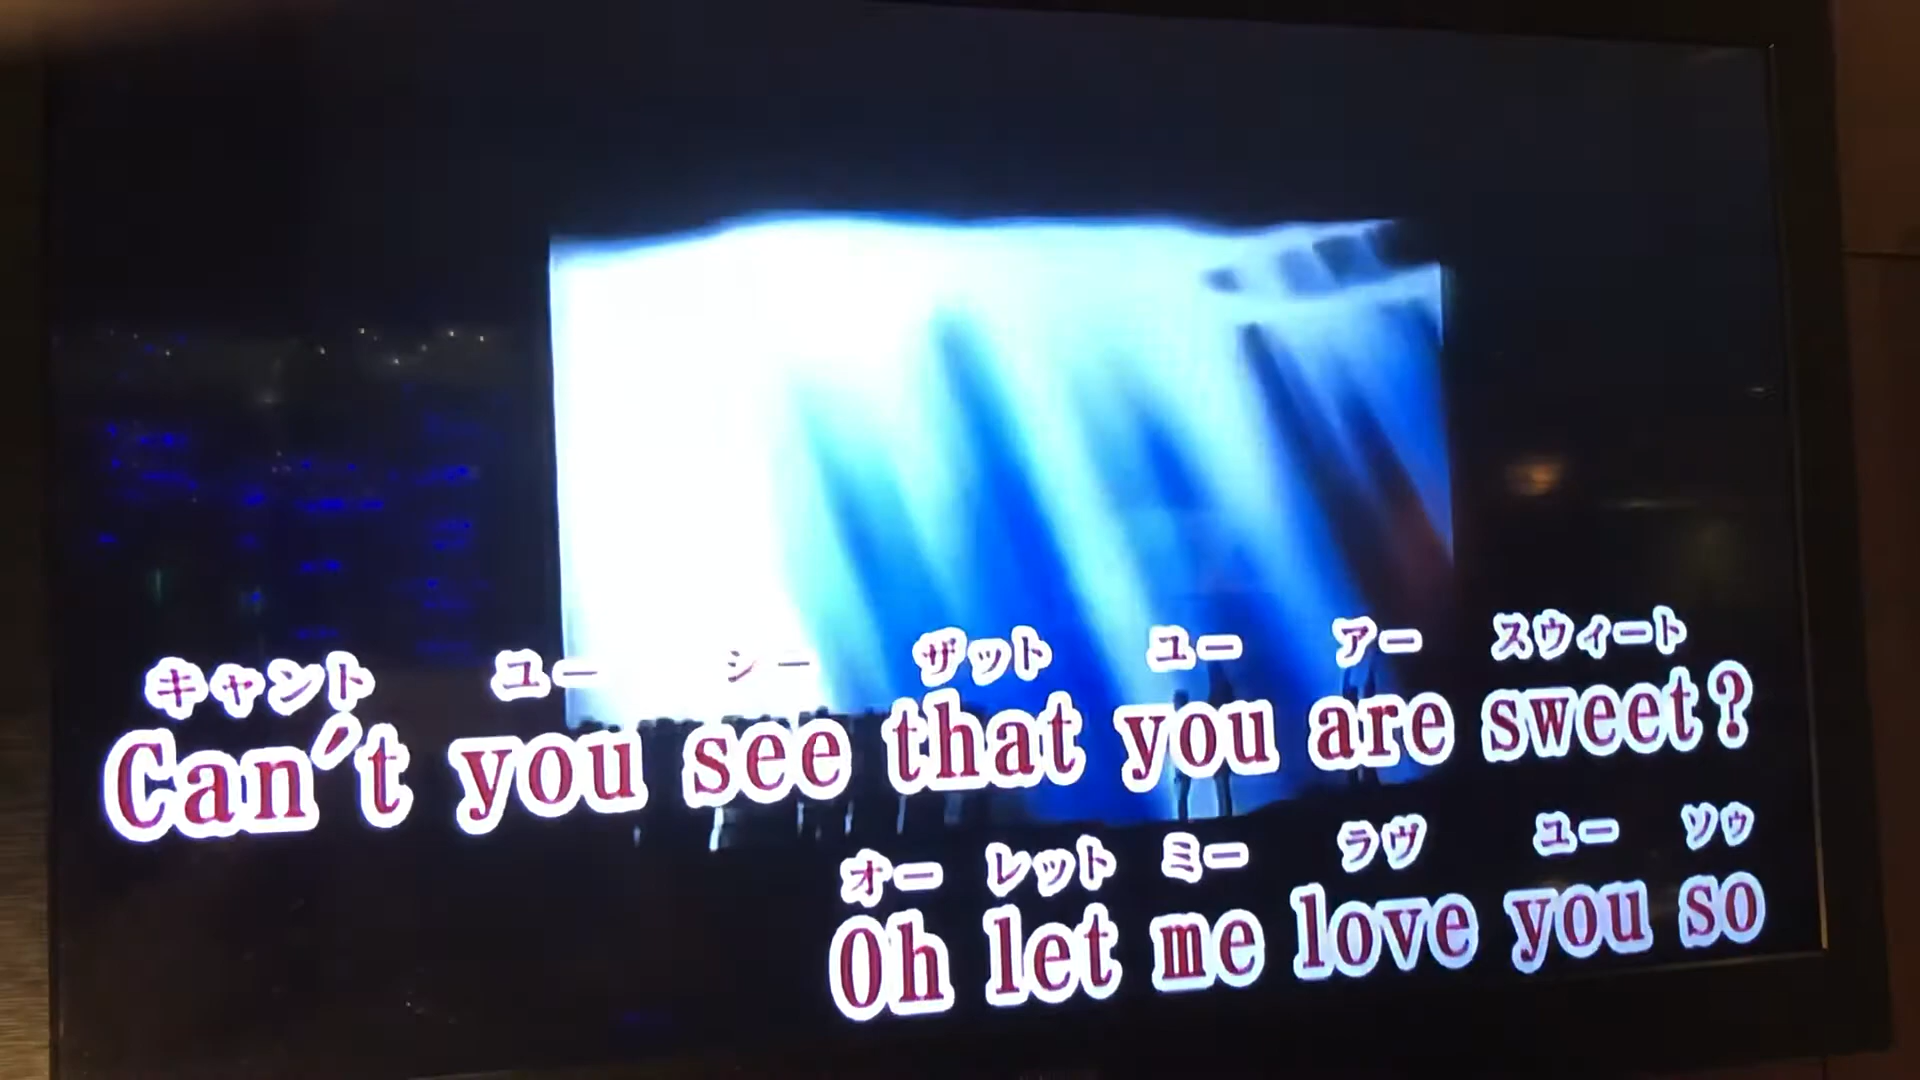 キャント ユー シー ザット ユー アー スウィート
Can't you see that you are sweet?
オー レット ミー ラヴ ユー ソゥ
Oh let me love you so